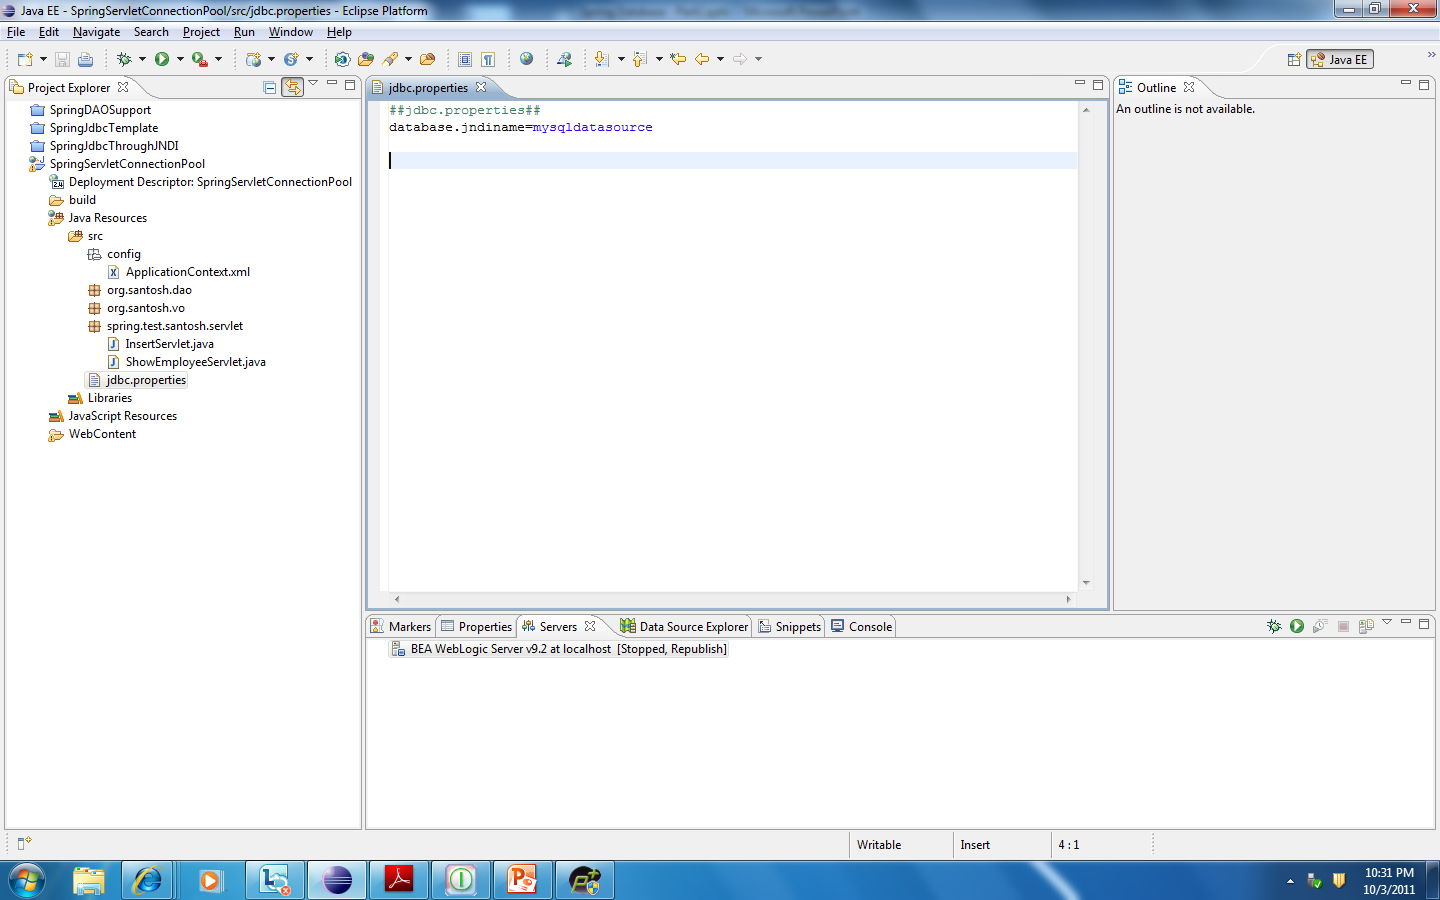 Java EE - SpringServletConnectionPool/src/jdbc.properties - Eclipse Platform
File Edit Navigate Search Project Run Window Help
Java EE
Project Explorer
SpringDAOSupport
SpringJdbcTemplate
SpringJdbcThroughJNDI
SpringServletConnectionPool
Deployment Descriptor: SpringServletConnectionPool
build
Java Resources
src
config
ApplicationContext.xml
org.santosh.dao
org.santosh.vo
spring.test.santosh.servlet
InsertServlet.java
ShowEmployeeServlet.java
jdbc.properties
Libraries
JavaScript Resources
WebContent
jdbc.properties
##jdbc.properties##
database.jndiname=mysqldatasource
Outline
An outline is not available.
Markers Properties Servers Data Source Explorer Snippets Console
BEA WebLogic Server v9.2 at localhost [Stopped, Republish]
Writable Insert 4 : 1
10:31 PM
10/3/2011